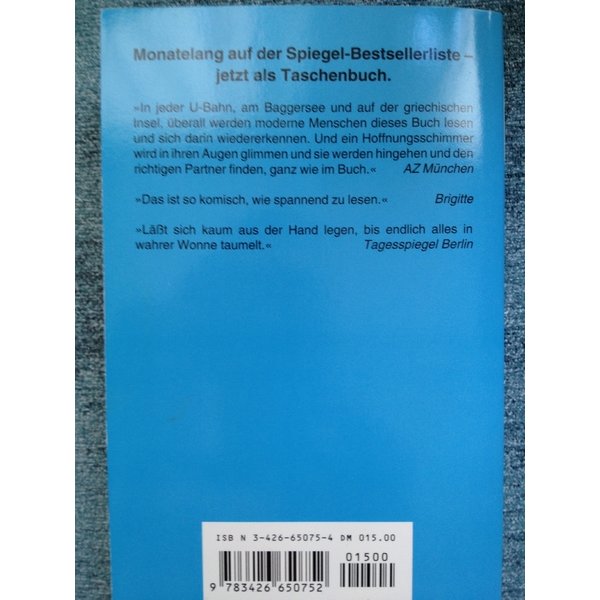 Monatelang auf der Spiegel-Bestsellerliste –
jetzt als Taschenbuch.
»In jeder U-Bahn, am Baggersee und auf der griechischen
Insel, überall werden moderne Menschen dieses Buch lesen
und sich darin wiedererkennen. Und ein Hoffnungsschimmer
wird in ihren Augen glimmen und sie werden hingehen und den
richtigen Partner finden, ganz wie im Buch.« AZ München
»Das ist so komisch, wie spannend zu lesen.« Brigitte
»Läßt sich kaum aus der Hand legen, bis endlich alles in
wahrer Wonne taumelt.« Tagesspiegel Berlin
ISB N 3-426-65075-4 DM 015.00
01500
9 783426 650752